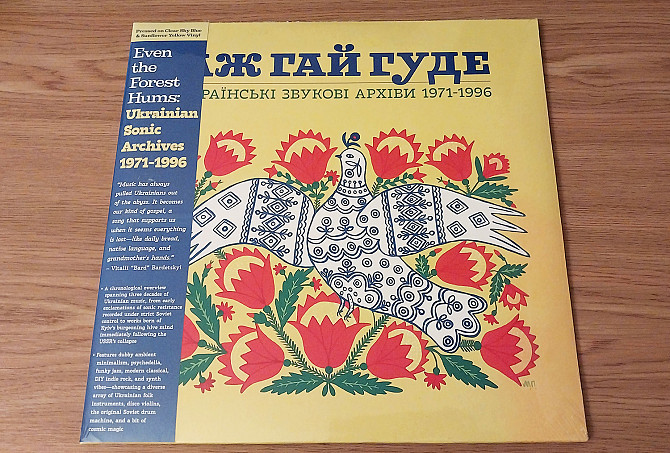 Pressed on Clear Sky Blue
& Sunflower Yellow Vinyl
Even
the
Forest
Hums:
Ukrainian
Sonic
Archives
1971-1996
"Music has always
pulled Ukrainians out
of the abyss. It becomes
our kind of gospel, a
song that supports us
when it seems everything
is lost—like daily bread,
native language, and
grandmother's hands."
– Vitalii "Bard" Bardetskyi
• A chronological overview
spanning three decades of
Ukrainian music, from early
exclamations of sonic resistance
recorded under strict Soviet
control to works born of
Kyiv's burgeoning hive mind
immediately following the
USSR's collapse
• Features dubby ambient
minimalism, psychedelia,
funky jams, modern classical,
DIY indie rock, and synth
vibes—showcasing a diverse
array of Ukrainian folk
instruments, disco violins,
the original Soviet drum
machine, and a bit of
cosmic magic
АЖ ГАЙ ГУДЕ
РАЇНСЬКІ ЗВУКОВІ АРХІВИ 1971-1996